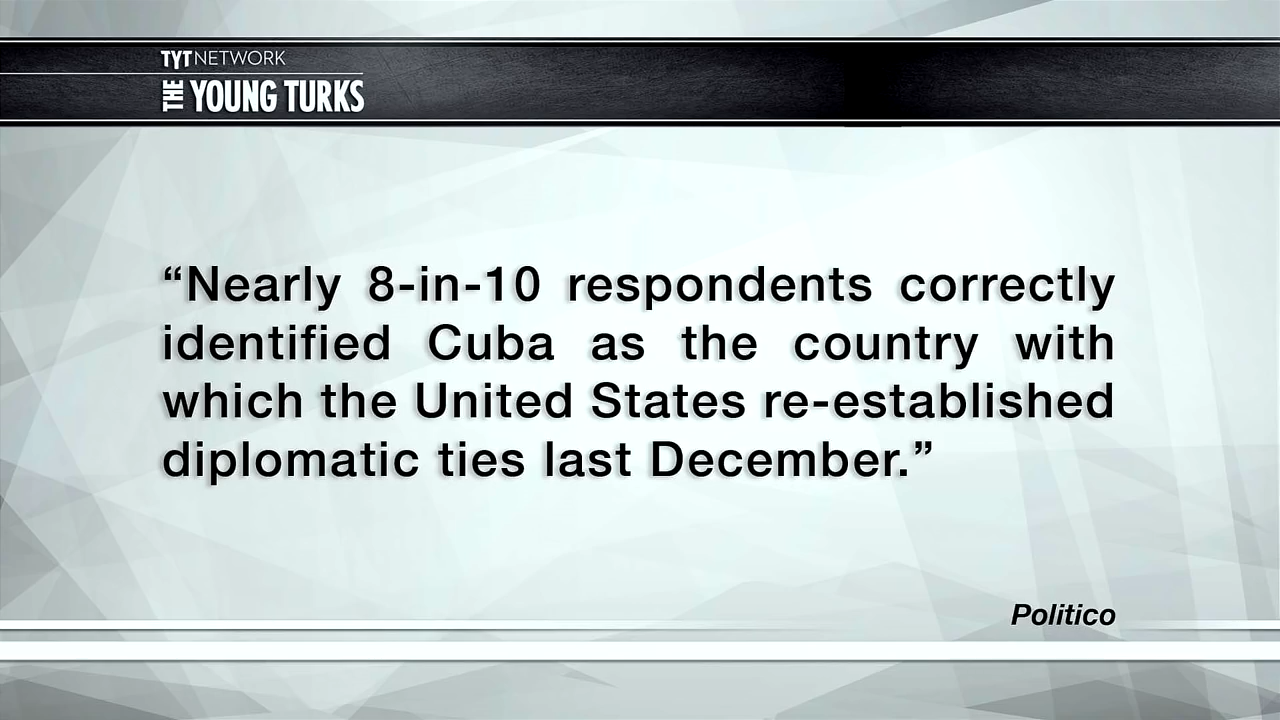 TYT NETWORK
THE YOUNG TURKS
“Nearly 8-in-10 respondents correctly
identified Cuba as the country with
which the United States re-established
diplomatic ties last December.”
Politico